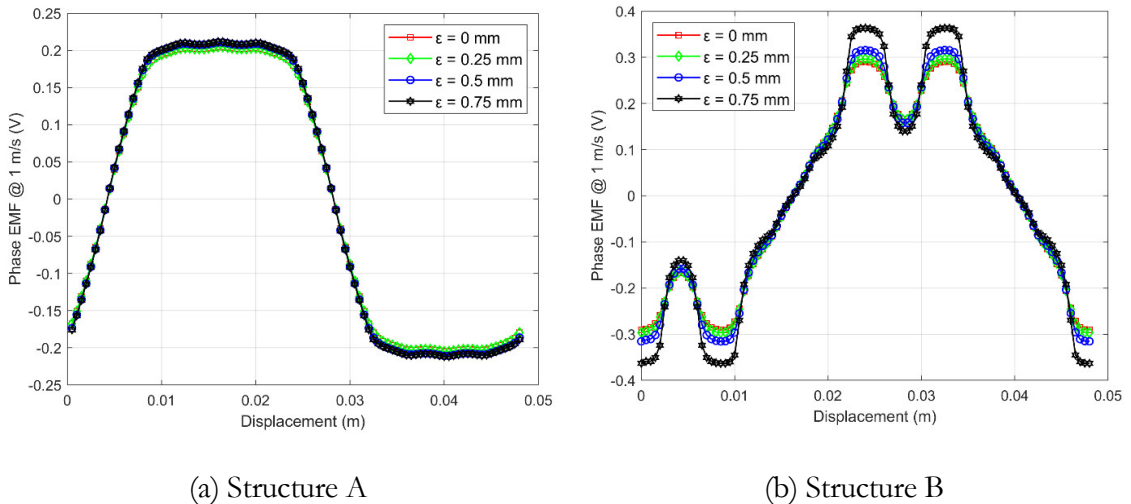 0.25
0.2
0.15
0.1
0.05
0
-0.05
-0.1
-0.15
-0.2
-0.25
Phase EMF @ 1 m/s (V)
ε = 0 mm
ε = 0.25 mm
ε = 0.5 mm
ε = 0.75 mm
0
0.01
0.02
0.03
0.04
0.05
Displacement (m)
(a) Structure A
0.4
0.3
0.2
0.1
0
-0.1
-0.2
-0.3
-0.4
Phase EMF @ 1 m/s (V)
ε = 0 mm
ε = 0.25 mm
ε = 0.5 mm
ε = 0.75 mm
0
0.01
0.02
0.03
0.04
0.05
Displacement (m)
(b) Structure B